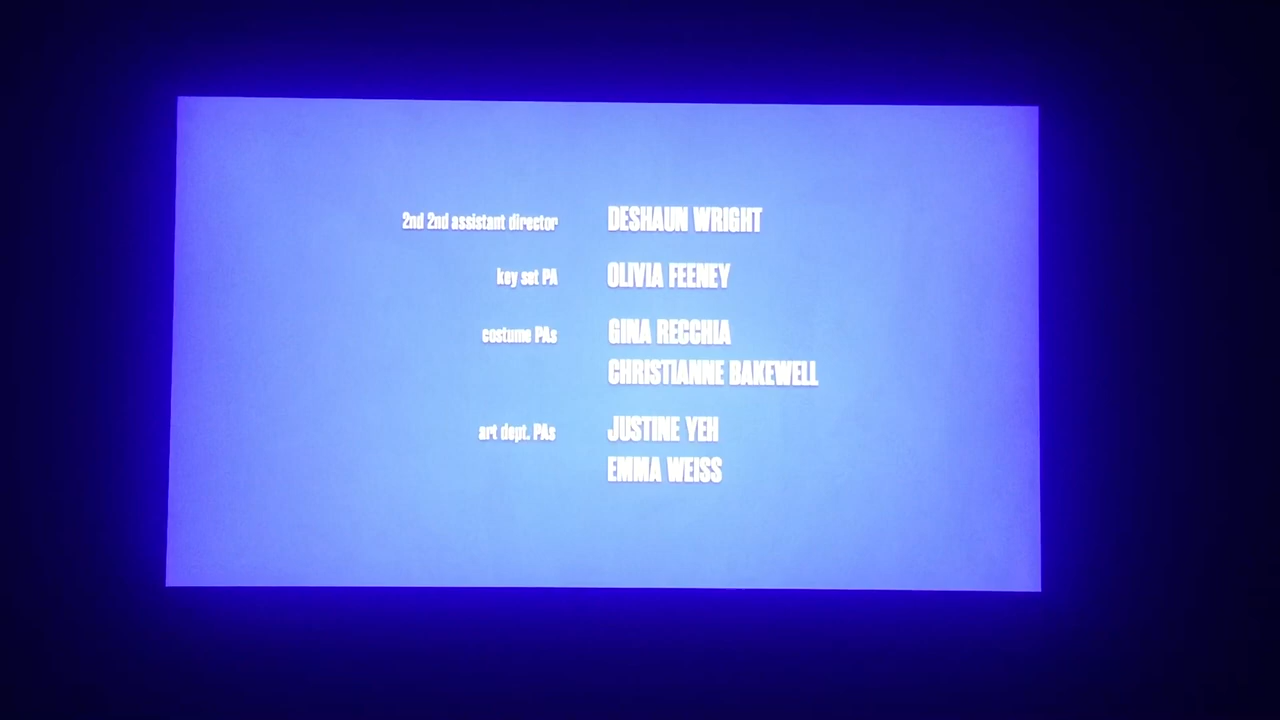 2nd 2nd assistant director DESHAUN WRIGHT
key set PA OLIVIA FEENEY
costume PAs GINA RECCHIA
CHRISTIANNE BAKEWELL
art dept. PAs JUSTINE YEH
EMMA WEISS